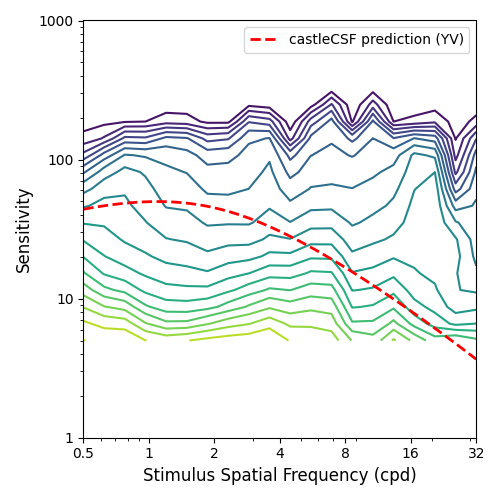 1000
castleCSF prediction (YV)
100
Sensitivity
10
1
0.5 1 2 4 8 16 32
Stimulus Spatial Frequency (cpd)